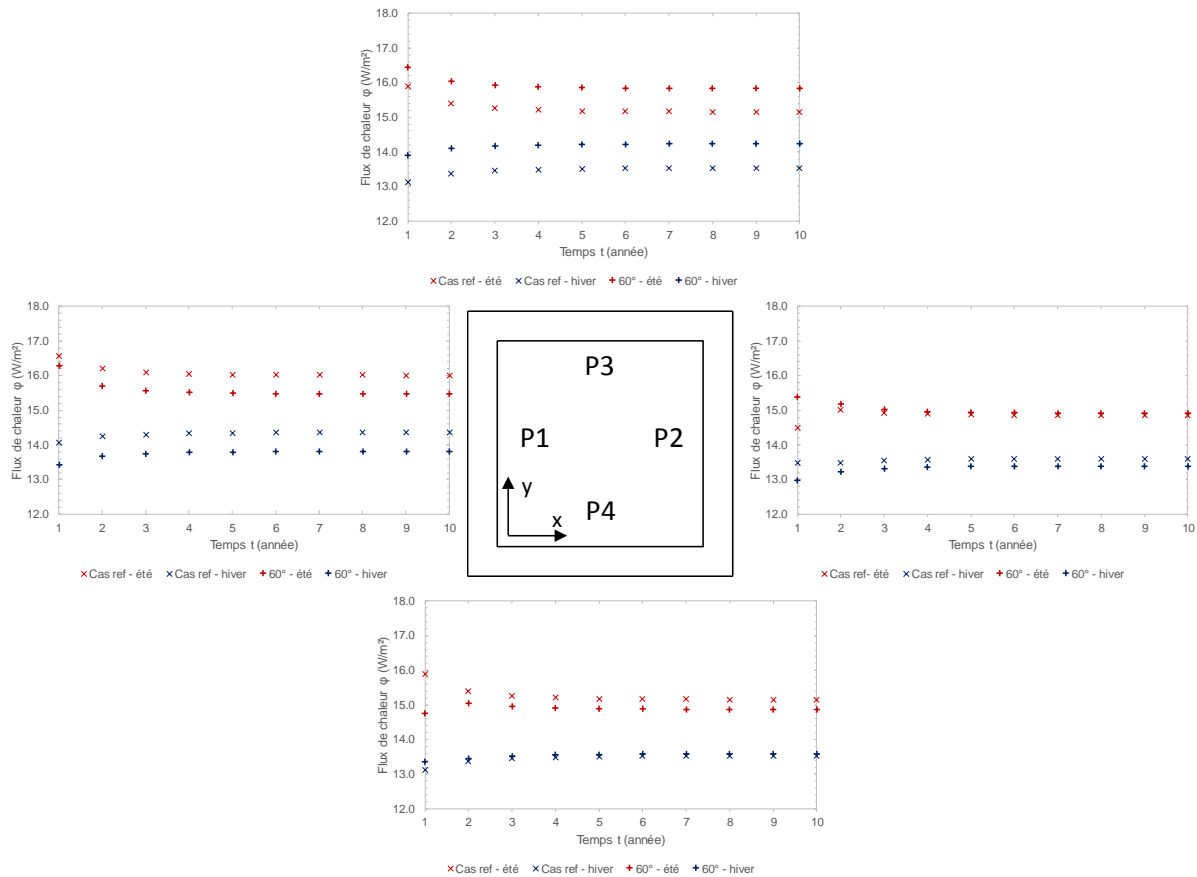 Flux de chaleur φ (W/m²)
18.0
17.0
16.0
15.0
14.0
13.0
12.0
1 2 3 4 5 6 7 8 9 10
Temps t (année)
Cas ref - été Cas ref - hiver 60° - été 60° - hiver
Flux de chaleur φ (W/m²)
18.0
17.0
16.0
15.0
14.0
13.0
12.0
1 2 3 4 5 6 7 8 9 10
Temps t (année)
Cas ref - été Cas ref - hiver 60° - été 60° - hiver
P3
P1 P2
y
x
P4
Flux de chaleur φ (W/m²)
18.0
17.0
16.0
15.0
14.0
13.0
12.0
1 2 3 4 5 6 7 8 9 10
Temps t (année)
Cas ref- été Cas ref - hiver 60° - été 60° - hiver
Flux de chaleur φ (W/m²)
18.0
17.0
16.0
15.0
14.0
13.0
12.0
1 2 3 4 5 6 7 8 9 10
Temps t (année)
Cas ref - été Cas ref - hiver 60° - été 60° - hiver